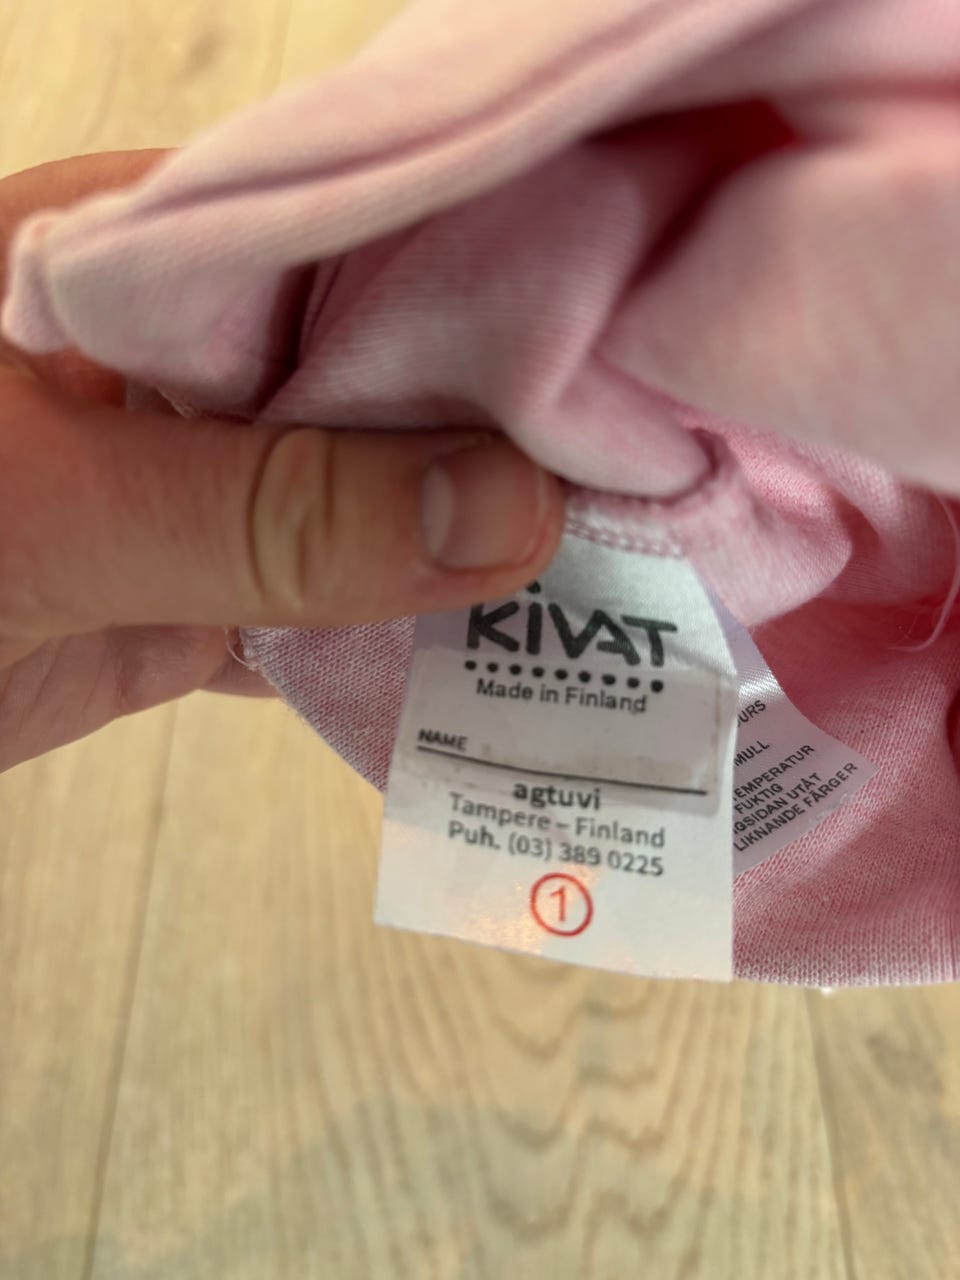 KiVAT
Made in Finland
NAME
agtuvi
Tampere – Finland
Puh. (03) 389 0225
1
URS
MULL
TEMPERATUR
FUKTIG
GSIDAN UTÅT
LIKNANDE FÄRGER